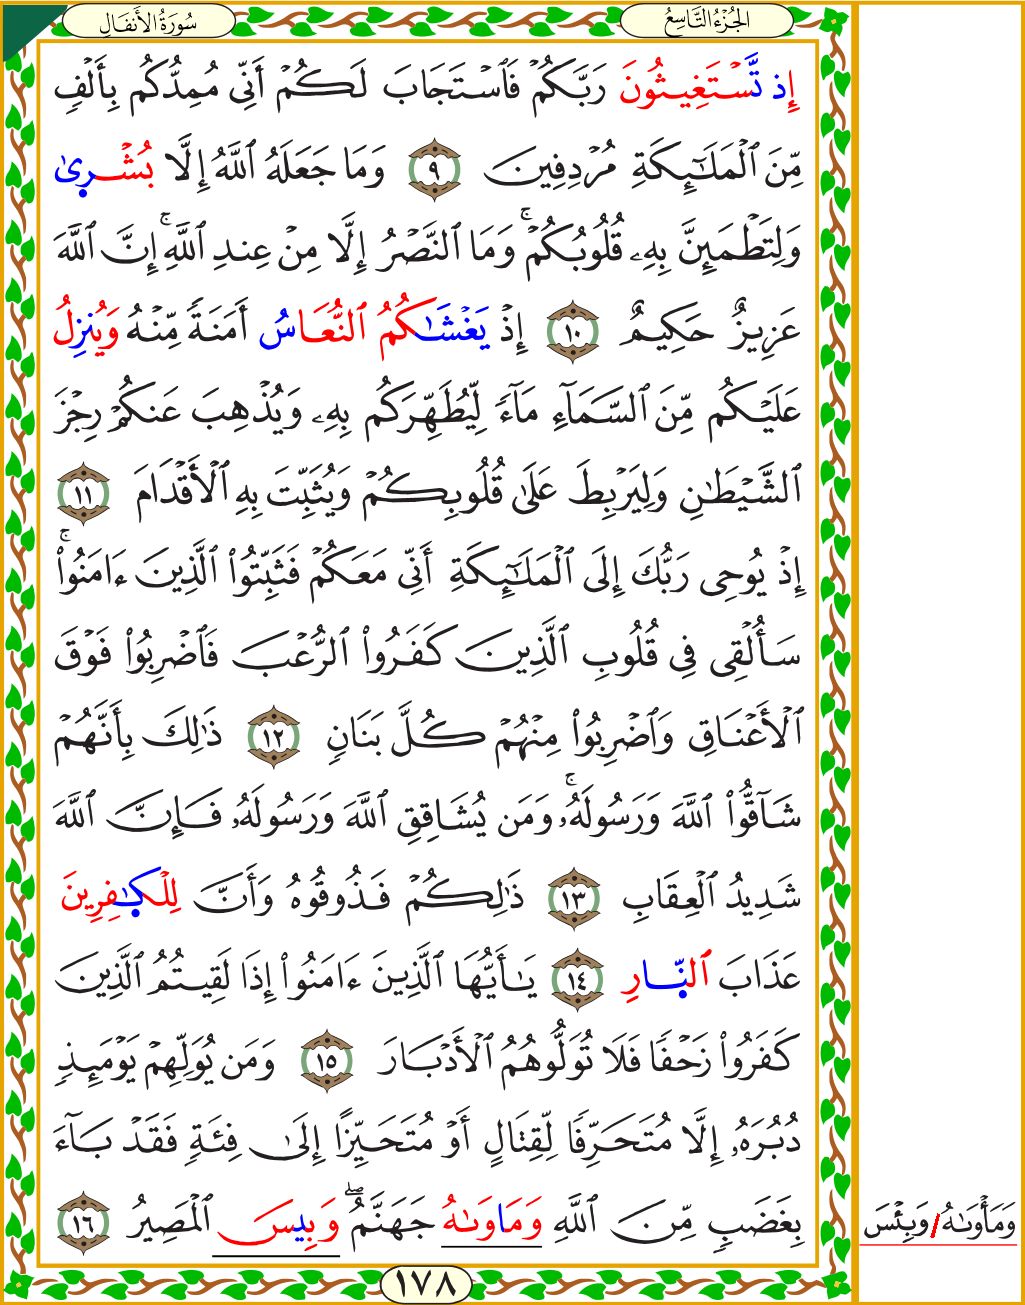 سُورَةُ الأَنفَال
الجُزْءُ التَّاسِعُ
إِذ تَّسْتَغِيثُونَ رَبَّكُمْ فَٱسْتَجَابَ لَكُمْ أَنِّى مُمِدُّكُم بِأَلْفٍ
مِّنَ ٱلْمَلَٰٓئِكَةِ مُرْدِفِينَ ٩ وَمَا جَعَلَهُ ٱللَّهُ إِلَّا بُشْرِىٰ
وَلِتَطْمَئِنَّ بِهِۦ قُلُوبُكُمْ ۚ وَمَا ٱلنَّصْرُ إِلَّا مِنْ عِندِ ٱللَّهِ ۚ إِنَّ ٱللَّهَ
عَزِيزٌ حَكِيمٌ ١٠ إِذْ يَغْشَىٰكُمُ ٱلنُّعَاسُ أَمَنَةً مِّنْهُ وَيُنزِلُ
عَلَيْكُم مِّنَ ٱلسَّمَآءِ مَآءً لِّيُطَهِّرَكُم بِهِۦ وَيُذْهِبَ عَنكُمْ رِجْزَ
ٱلشَّيْطَٰنِ وَلِيَرْبِطَ عَلَىٰ قُلُوبِكُمْ وَيُثَبِّتَ بِهِ ٱلْأَقْدَامَ ١١
إِذْ يُوحِى رَبُّكَ إِلَى ٱلْمَلَٰٓئِكَةِ أَنِّى مَعَكُمْ فَثَبِّتُوا۟ ٱلَّذِينَ ءَامَنُوا۟ ۚ
سَأُلْقِى فِى قُلُوبِ ٱلَّذِينَ كَفَرُوا۟ ٱلرُّعْبَ فَٱضْرِبُوا۟ فَوْقَ
ٱلْأَعْنَاقِ وَٱضْرِبُوا۟ مِنْهُمْ كُلَّ بَنَانٍ ١٢ ذَٰلِكَ بِأَنَّهُمْ
شَآقُّوا۟ ٱللَّهَ وَرَسُولَهُۥ ۚ وَمَن يُشَاقِقِ ٱللَّهَ وَرَسُولَهُۥ فَإِنَّ ٱللَّهَ
شَدِيدُ ٱلْعِقَابِ ١٣ ذَٰلِكُمْ فَذُوقُوهُ وَأَنَّ لِلْكَٰفِرِينَ
عَذَابَ ٱلنَّارِ ١٤ يَٰٓأَيُّهَا ٱلَّذِينَ ءَامَنُوٓا۟ إِذَا لَقِيتُمُ ٱلَّذِينَ
كَفَرُوا۟ زَحْفًا فَلَا تُوَلُّوهُمُ ٱلْأَدْبَارَ ١٥ وَمَن يُوَلِّهِمْ يَوْمَئِذٍ
دُبُرَهُۥٓ إِلَّا مُتَحَرِّفًا لِّقِتَالٍ أَوْ مُتَحَيِّزًا إِلَىٰ فِئَةٍ فَقَدْ بَآءَ
بِغَضَبٍ مِّنَ ٱللَّهِ وَمَاوَىٰهُ جَهَنَّمُ ۖ وَبِيسَ ٱلْمَصِيرُ ١٦
وَمَأْوَىٰهُ/وَبِئْسَ
١٧٨